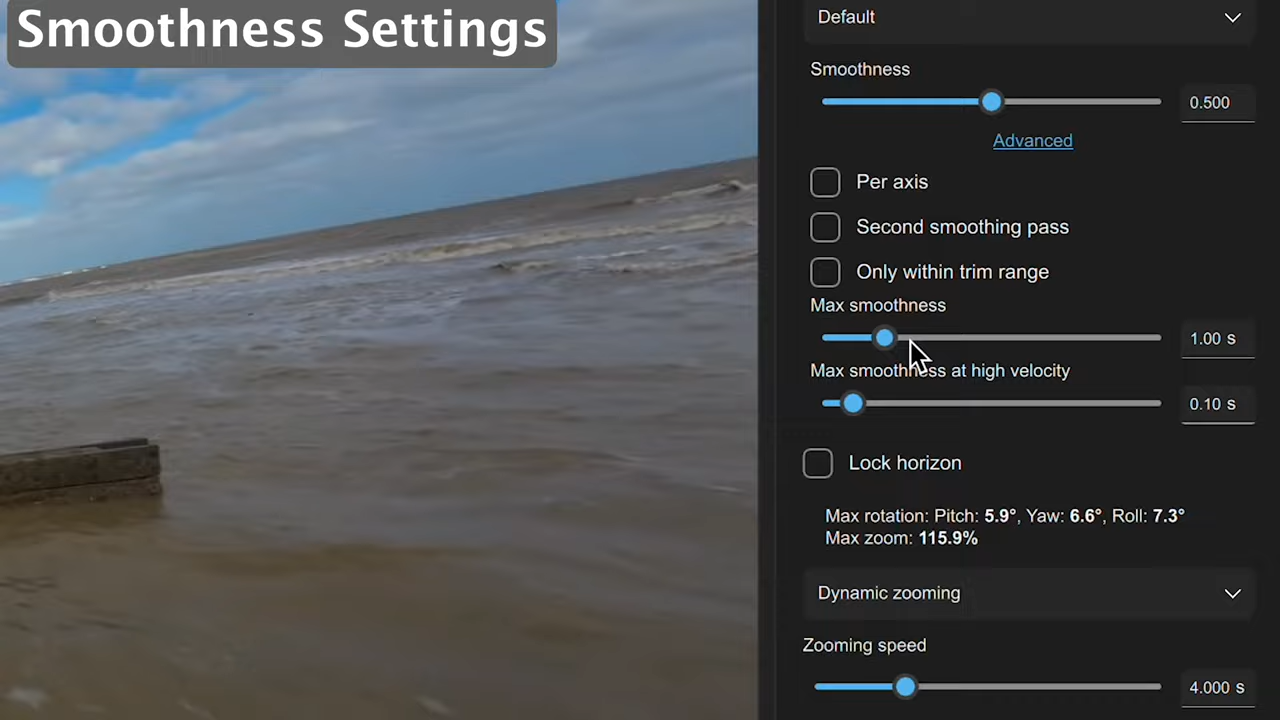 Smoothness Settings
Default
Smoothness
0.500
Advanced
Per axis
Second smoothing pass
Only within trim range
Max smoothness
1.00 s
Max smoothness at high velocity
0.10 s
Lock horizon
Max rotation: Pitch: 5.9°, Yaw: 6.6°, Roll: 7.3°
Max zoom: 115.9%
Dynamic zooming
Zooming speed
4.000 s